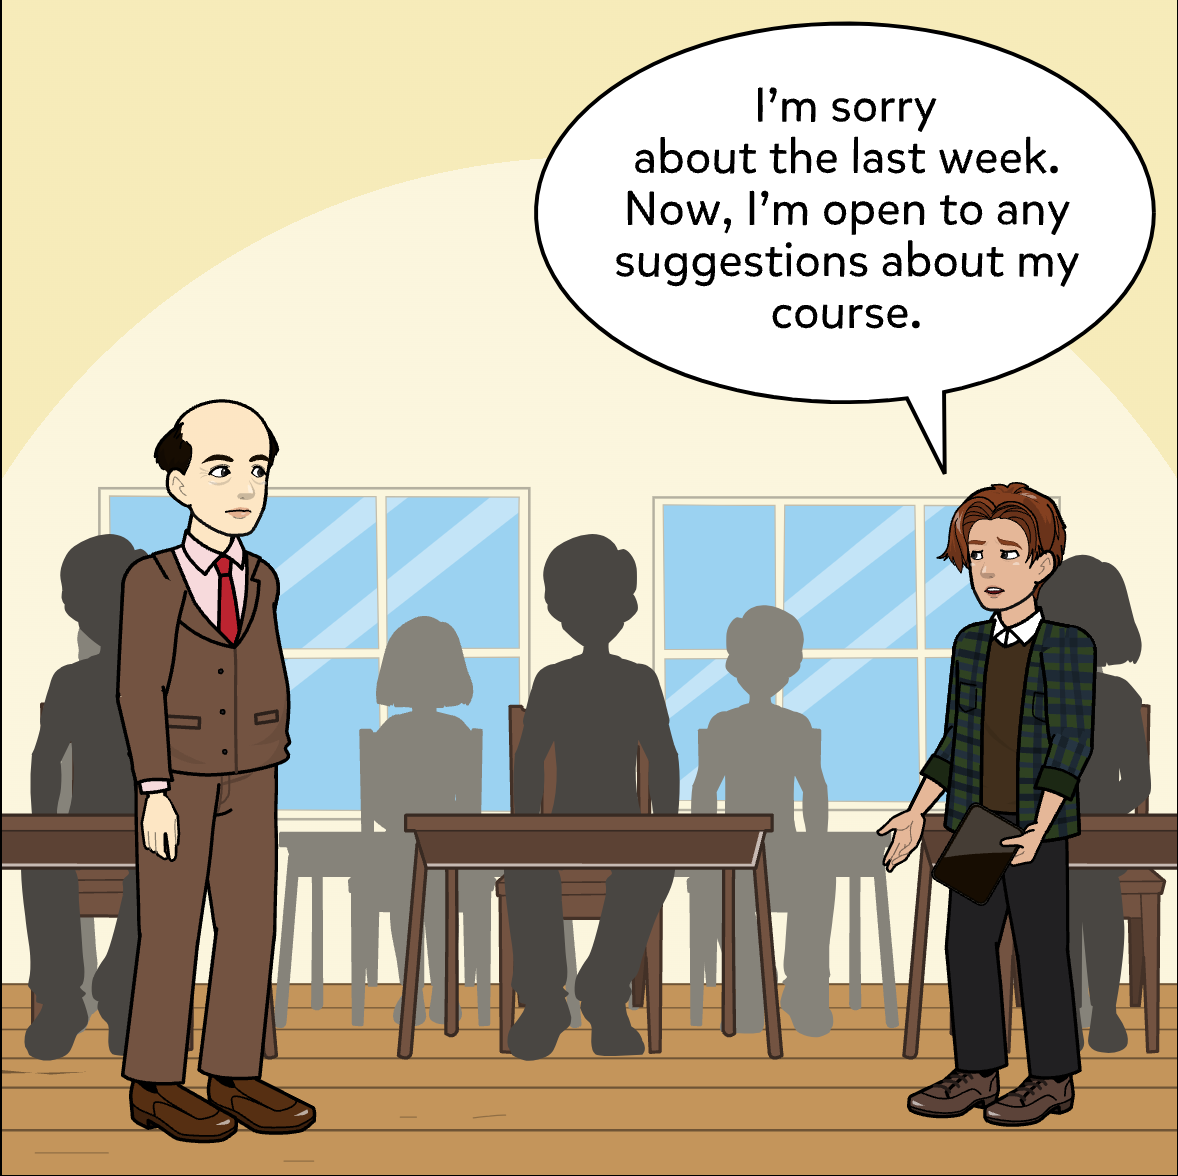 I'm sorry
about the last week.
Now, I'm open to any
suggestions about my
course.